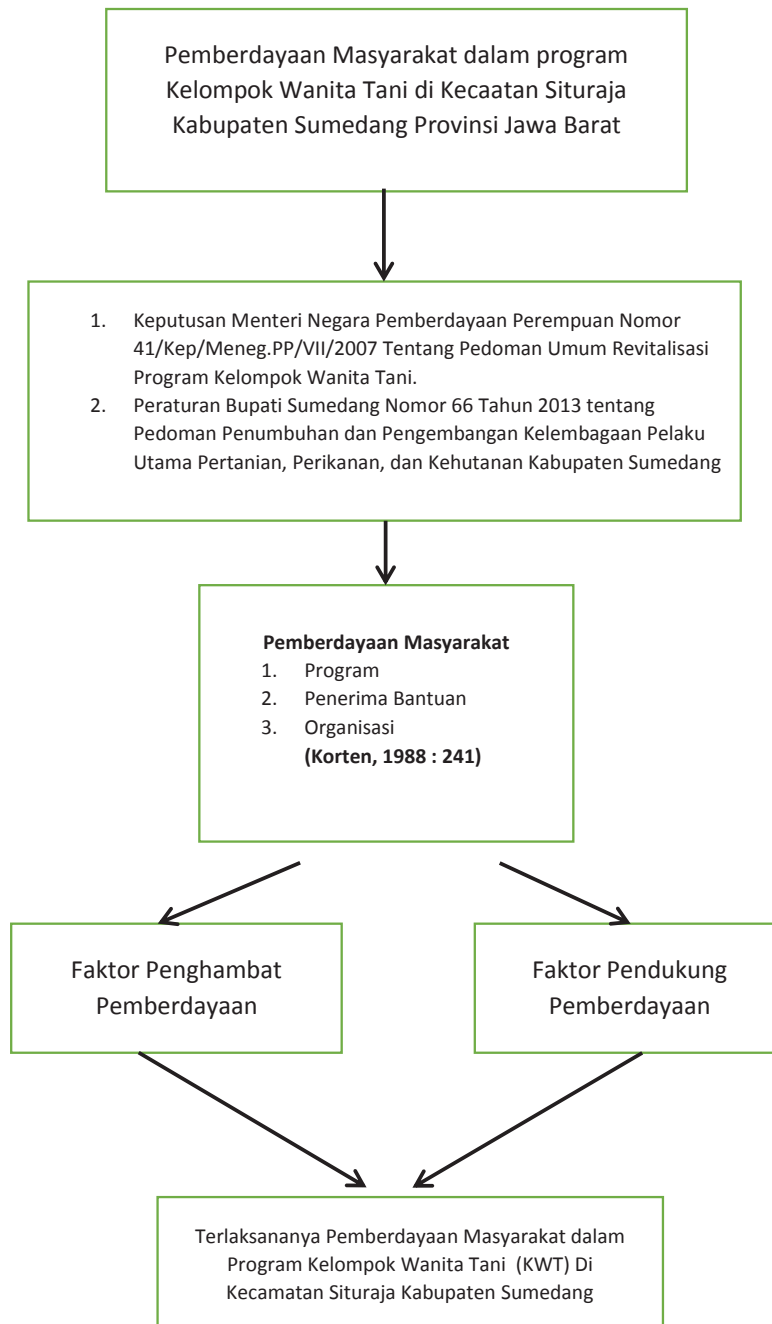 Pemberdayaan Masyarakat dalam program
Kelompok Wanita Tani di Kecaatan Situraja
Kabupaten Sumedang Provinsi Jawa Barat
1. Keputusan Menteri Negara Pemberdayaan Perempuan Nomor
41/Kep/Meneg.PP/VII/2007 Tentang Pedoman Umum Revitalisasi
Program Kelompok Wanita Tani.
2. Peraturan Bupati Sumedang Nomor 66 Tahun 2013 tentang
Pedoman Penumbuhan dan Pengembangan Kelembagaan Pelaku
Utama Pertanian, Perikanan, dan Kehutanan Kabupaten Sumedang
Pemberdayaan Masyarakat
1. Program
2. Penerima Bantuan
3. Organisasi
(Korten, 1988 : 241)
Faktor Penghambat
Pemberdayaan
Faktor Pendukung
Pemberdayaan
Terlaksananya Pemberdayaan Masyarakat dalam
Program Kelompok Wanita Tani (KWT) Di
Kecamatan Situraja Kabupaten Sumedang